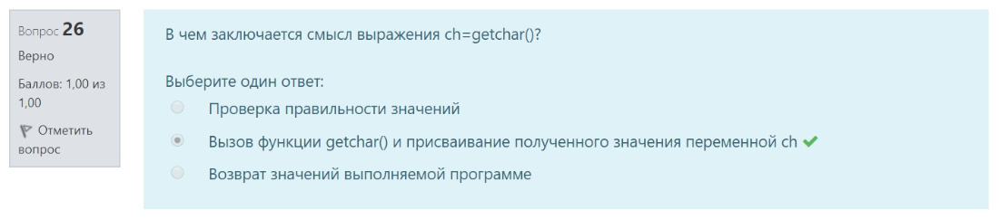 Вопрос 26
Верно
Баллов: 1,00 из
1,00
Отметить
вопрос
В чем заключается смысл выражения ch=getchar()?
Выберите один ответ:
Проверка правильности значений
Вызов функции getchar() и присваивание полученного значения переменной ch
Возврат значений выполняемой программе